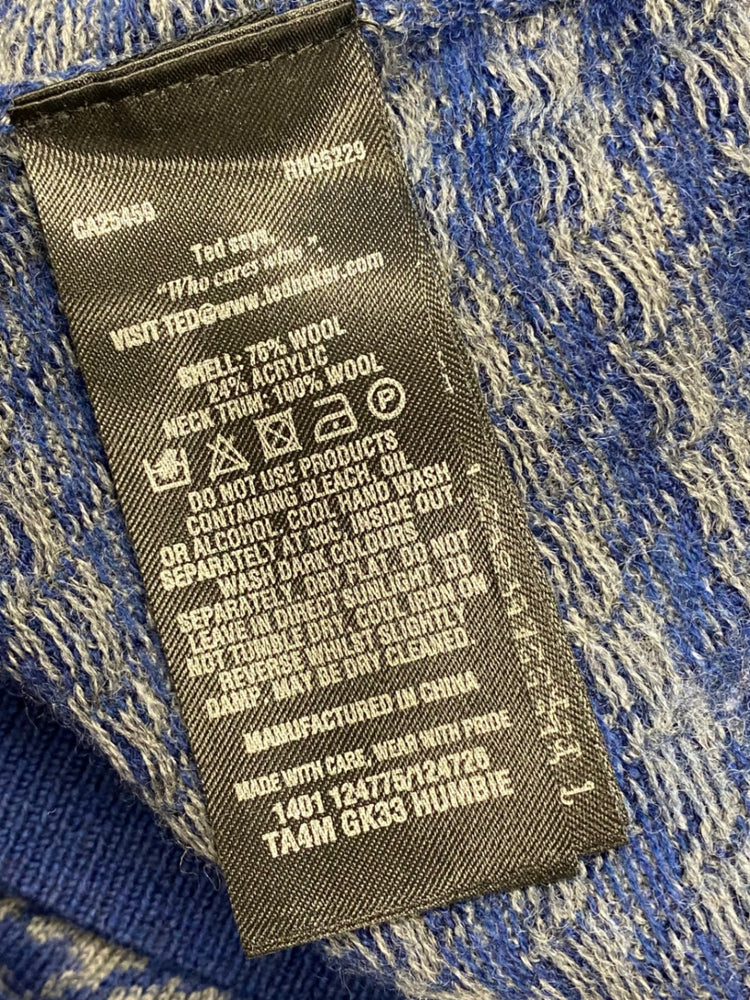 CA25456 RN95229
Ted says,
"Who cares wins."
VISIT TED@www.tedbaker.com
SHELL: 76% WOOL
24% ACRYLIC
NECK TRIM: 100% WOOL
P
DO NOT USE PRODUCTS
CONTAINING BLEACH, OIL
OR ALCOHOL. COOL HAND WASH
SEPARATELY AT 30C, INSIDE OUT.
WASH DARK COLOURS
SEPARATELY. DRY FLAT. DO NOT
LEAVE IN DIRECT SUNLIGHT. DO
NOT TUMBLE DRY. COOL IRON ON
REVERSE WHILST SLIGHTLY
DAMP. MAY BE DRY CLEANED.
MANUFACTURED IN CHINA
MADE WITH CARE, WEAR WITH PRIDE
1401 124775/124726
TA4M GK33 HUMBIE